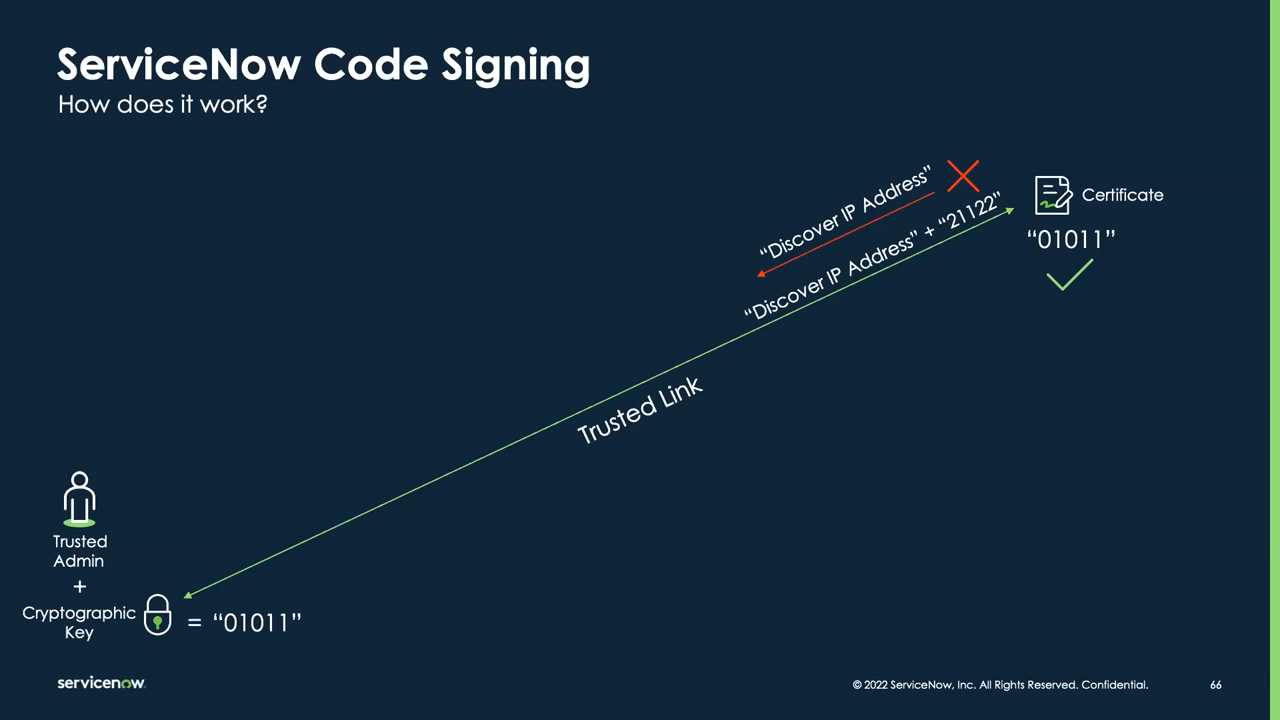 ServiceNow Code Signing
How does it work?
“Discover IP Address”
“Discover IP Address” + “21122”
Certificate
“01011”
Trusted Link
Trusted
Admin
+
Cryptographic
Key
= “01011”
servicenow
© 2022 ServiceNow, Inc. All Rights Reserved. Confidential.
66